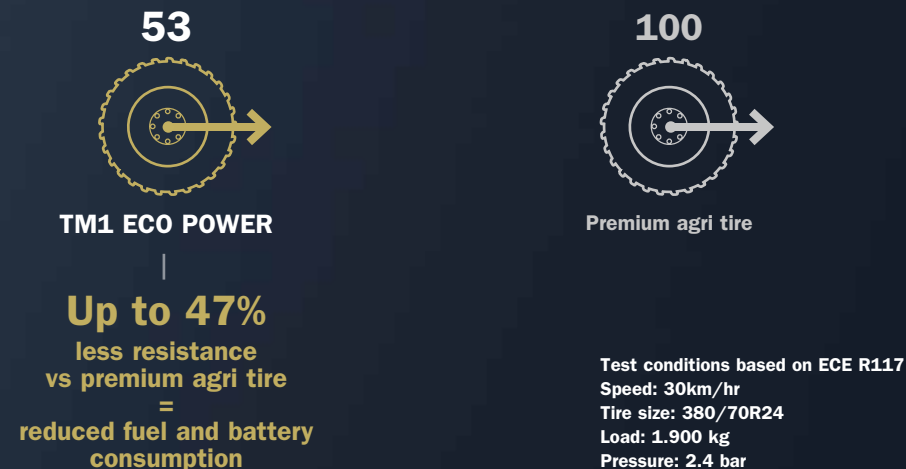 53
TM1 ECO POWER
Up to 47%
less resistance
vs premium agri tire
=
reduced fuel and battery
consumption
100
Premium agri tire
Test conditions based on ECE R117
Speed: 30km/hr
Tire size: 380/70R24
Load: 1.900 kg
Pressure: 2.4 bar